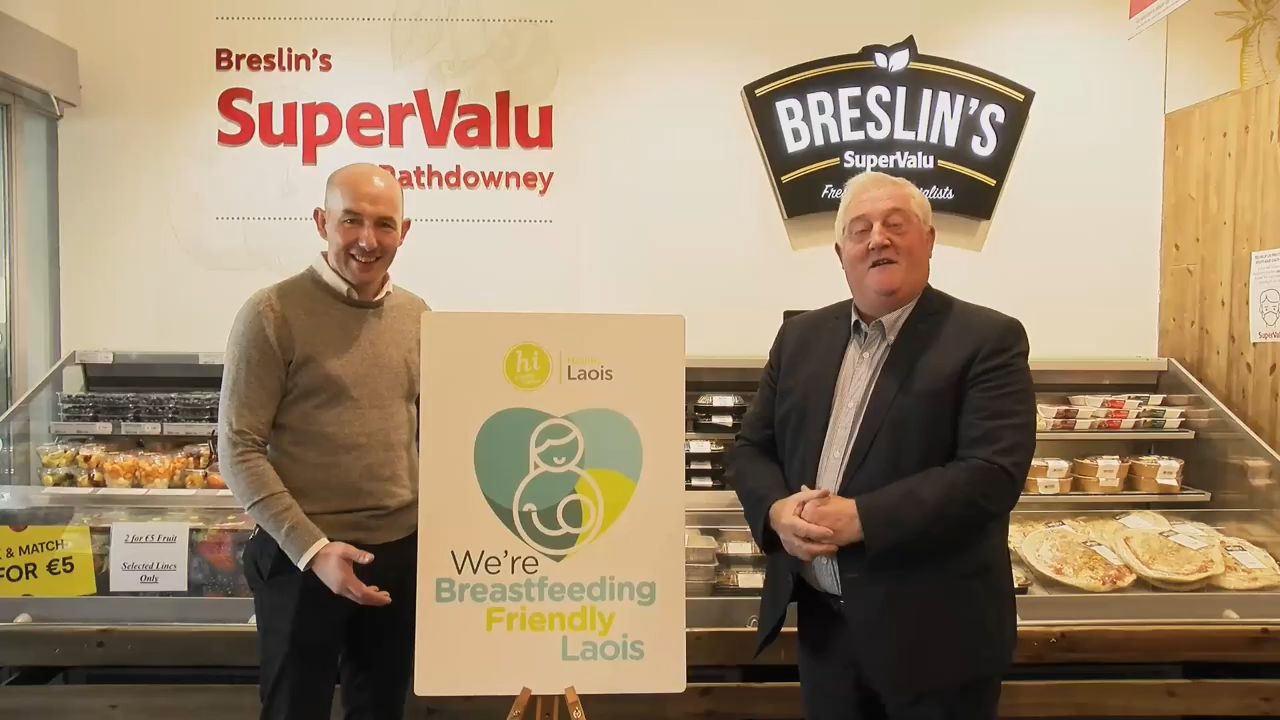 Breslin's
SuperValu
Rathdowney
BRESLIN'S
SuperValu
hi
Laois
We're
Breastfeeding
Friendly
Laois
& MATCH
FOR €5
2 for €5 Fruit
Selected Lines
Only
SuperVal